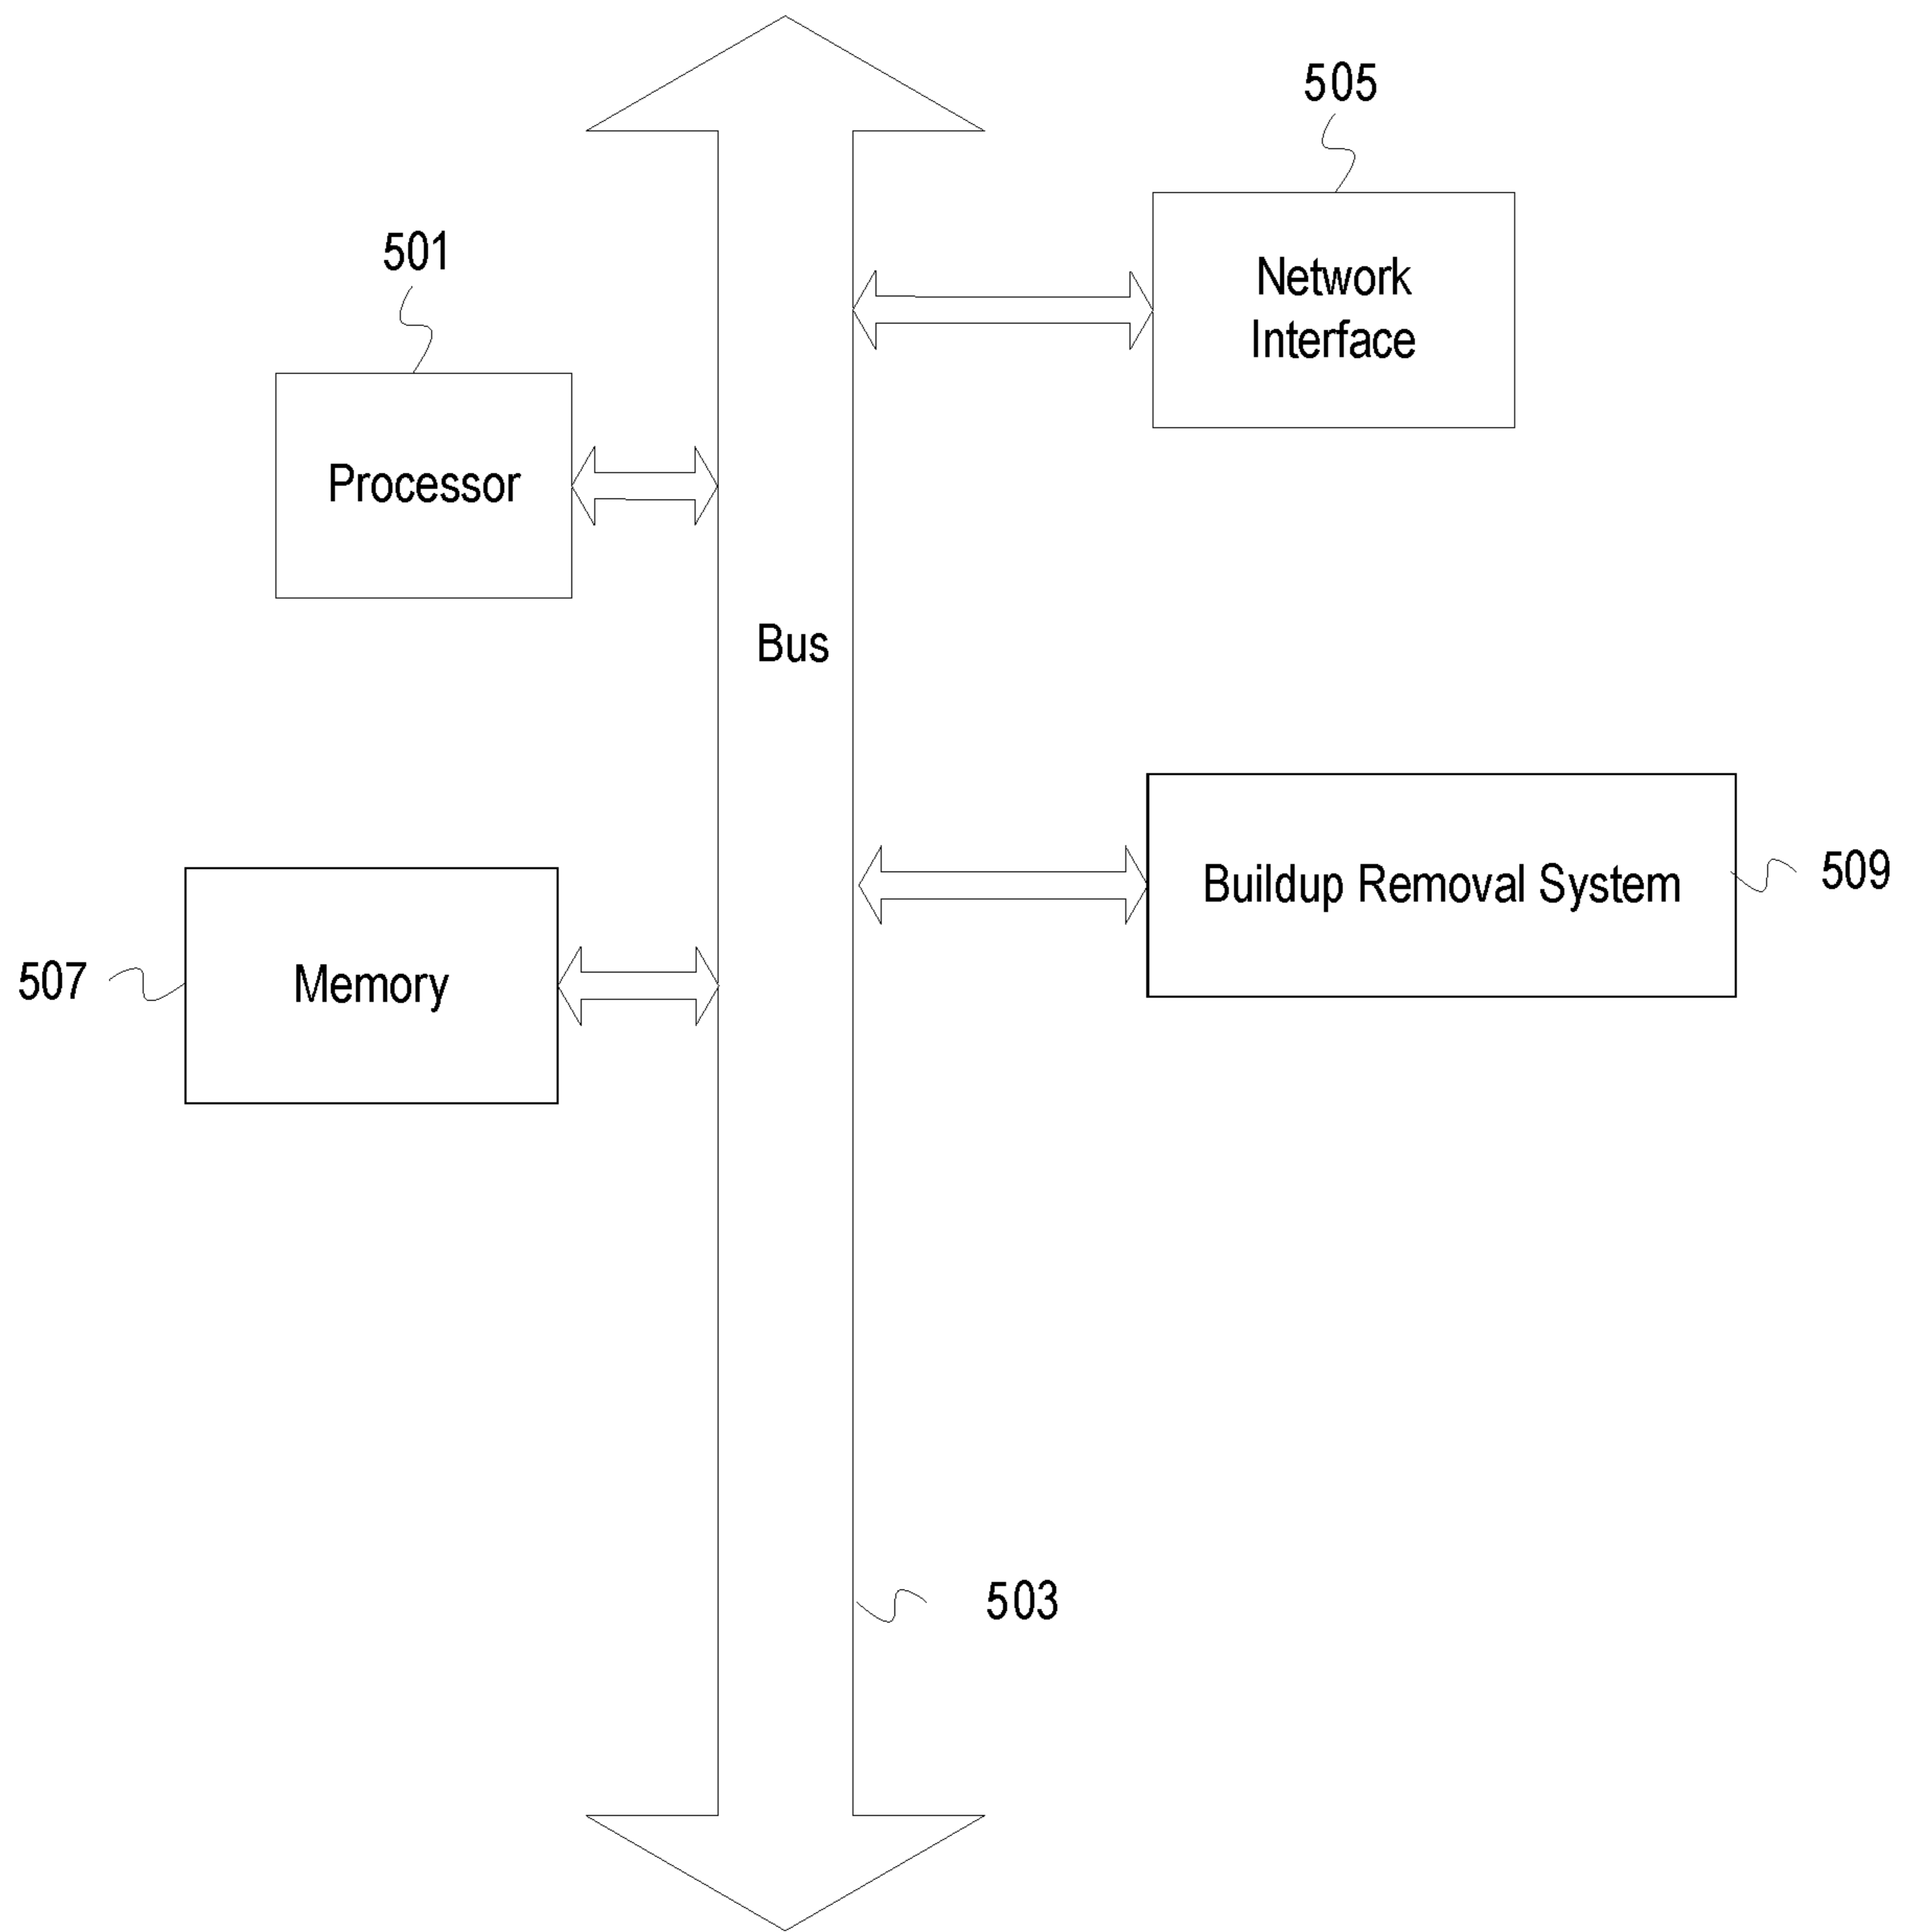 505
501
Network
Interface
Processor
Bus
Buildup Removal System
509
507
Memory
503